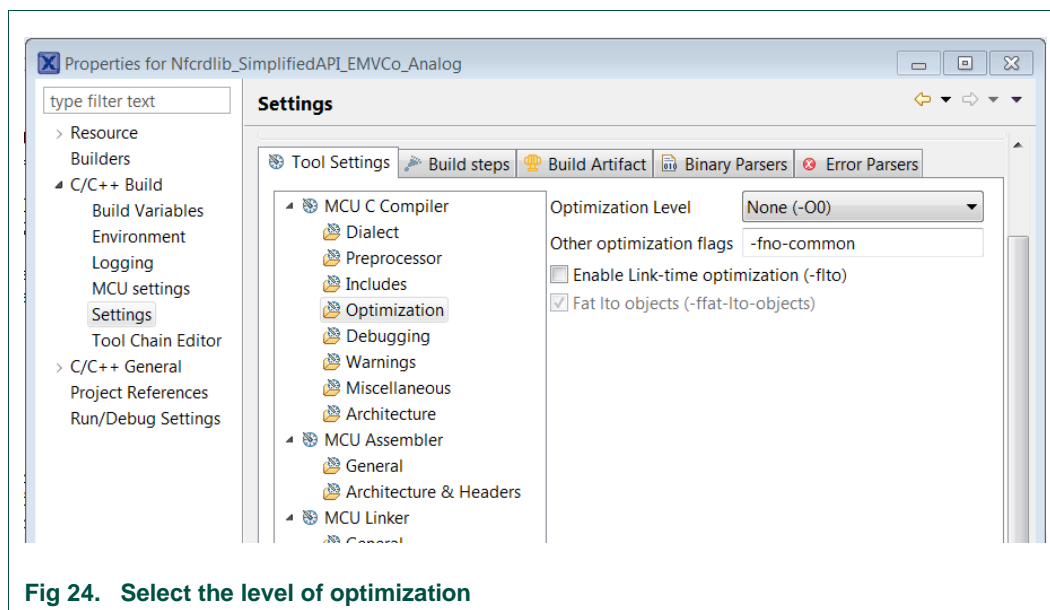 Properties for Nfcrdlib_SimplifiedAPI_EMVCo_Analog
type filter text
Settings
Resource
Builders
C/C++ Build
Build Variables
Environment
Logging
MCU settings
Settings
Tool Chain Editor
C/C++ General
Project References
Run/Debug Settings
Tool Settings
Build steps
Build Artifact
Binary Parsers
Error Parsers
MCU C Compiler
Dialect
Preprocessor
Includes
Optimization
Debugging
Warnings
Miscellaneous
Architecture
MCU Assembler
General
Architecture & Headers
MCU Linker
General
Optimization Level
None (-O0)
Other optimization flags
-fno-common
Enable Link-time optimization (-flto)
Fat lto objects (-ffat-lto-objects)
Fig 24. Select the level of optimization